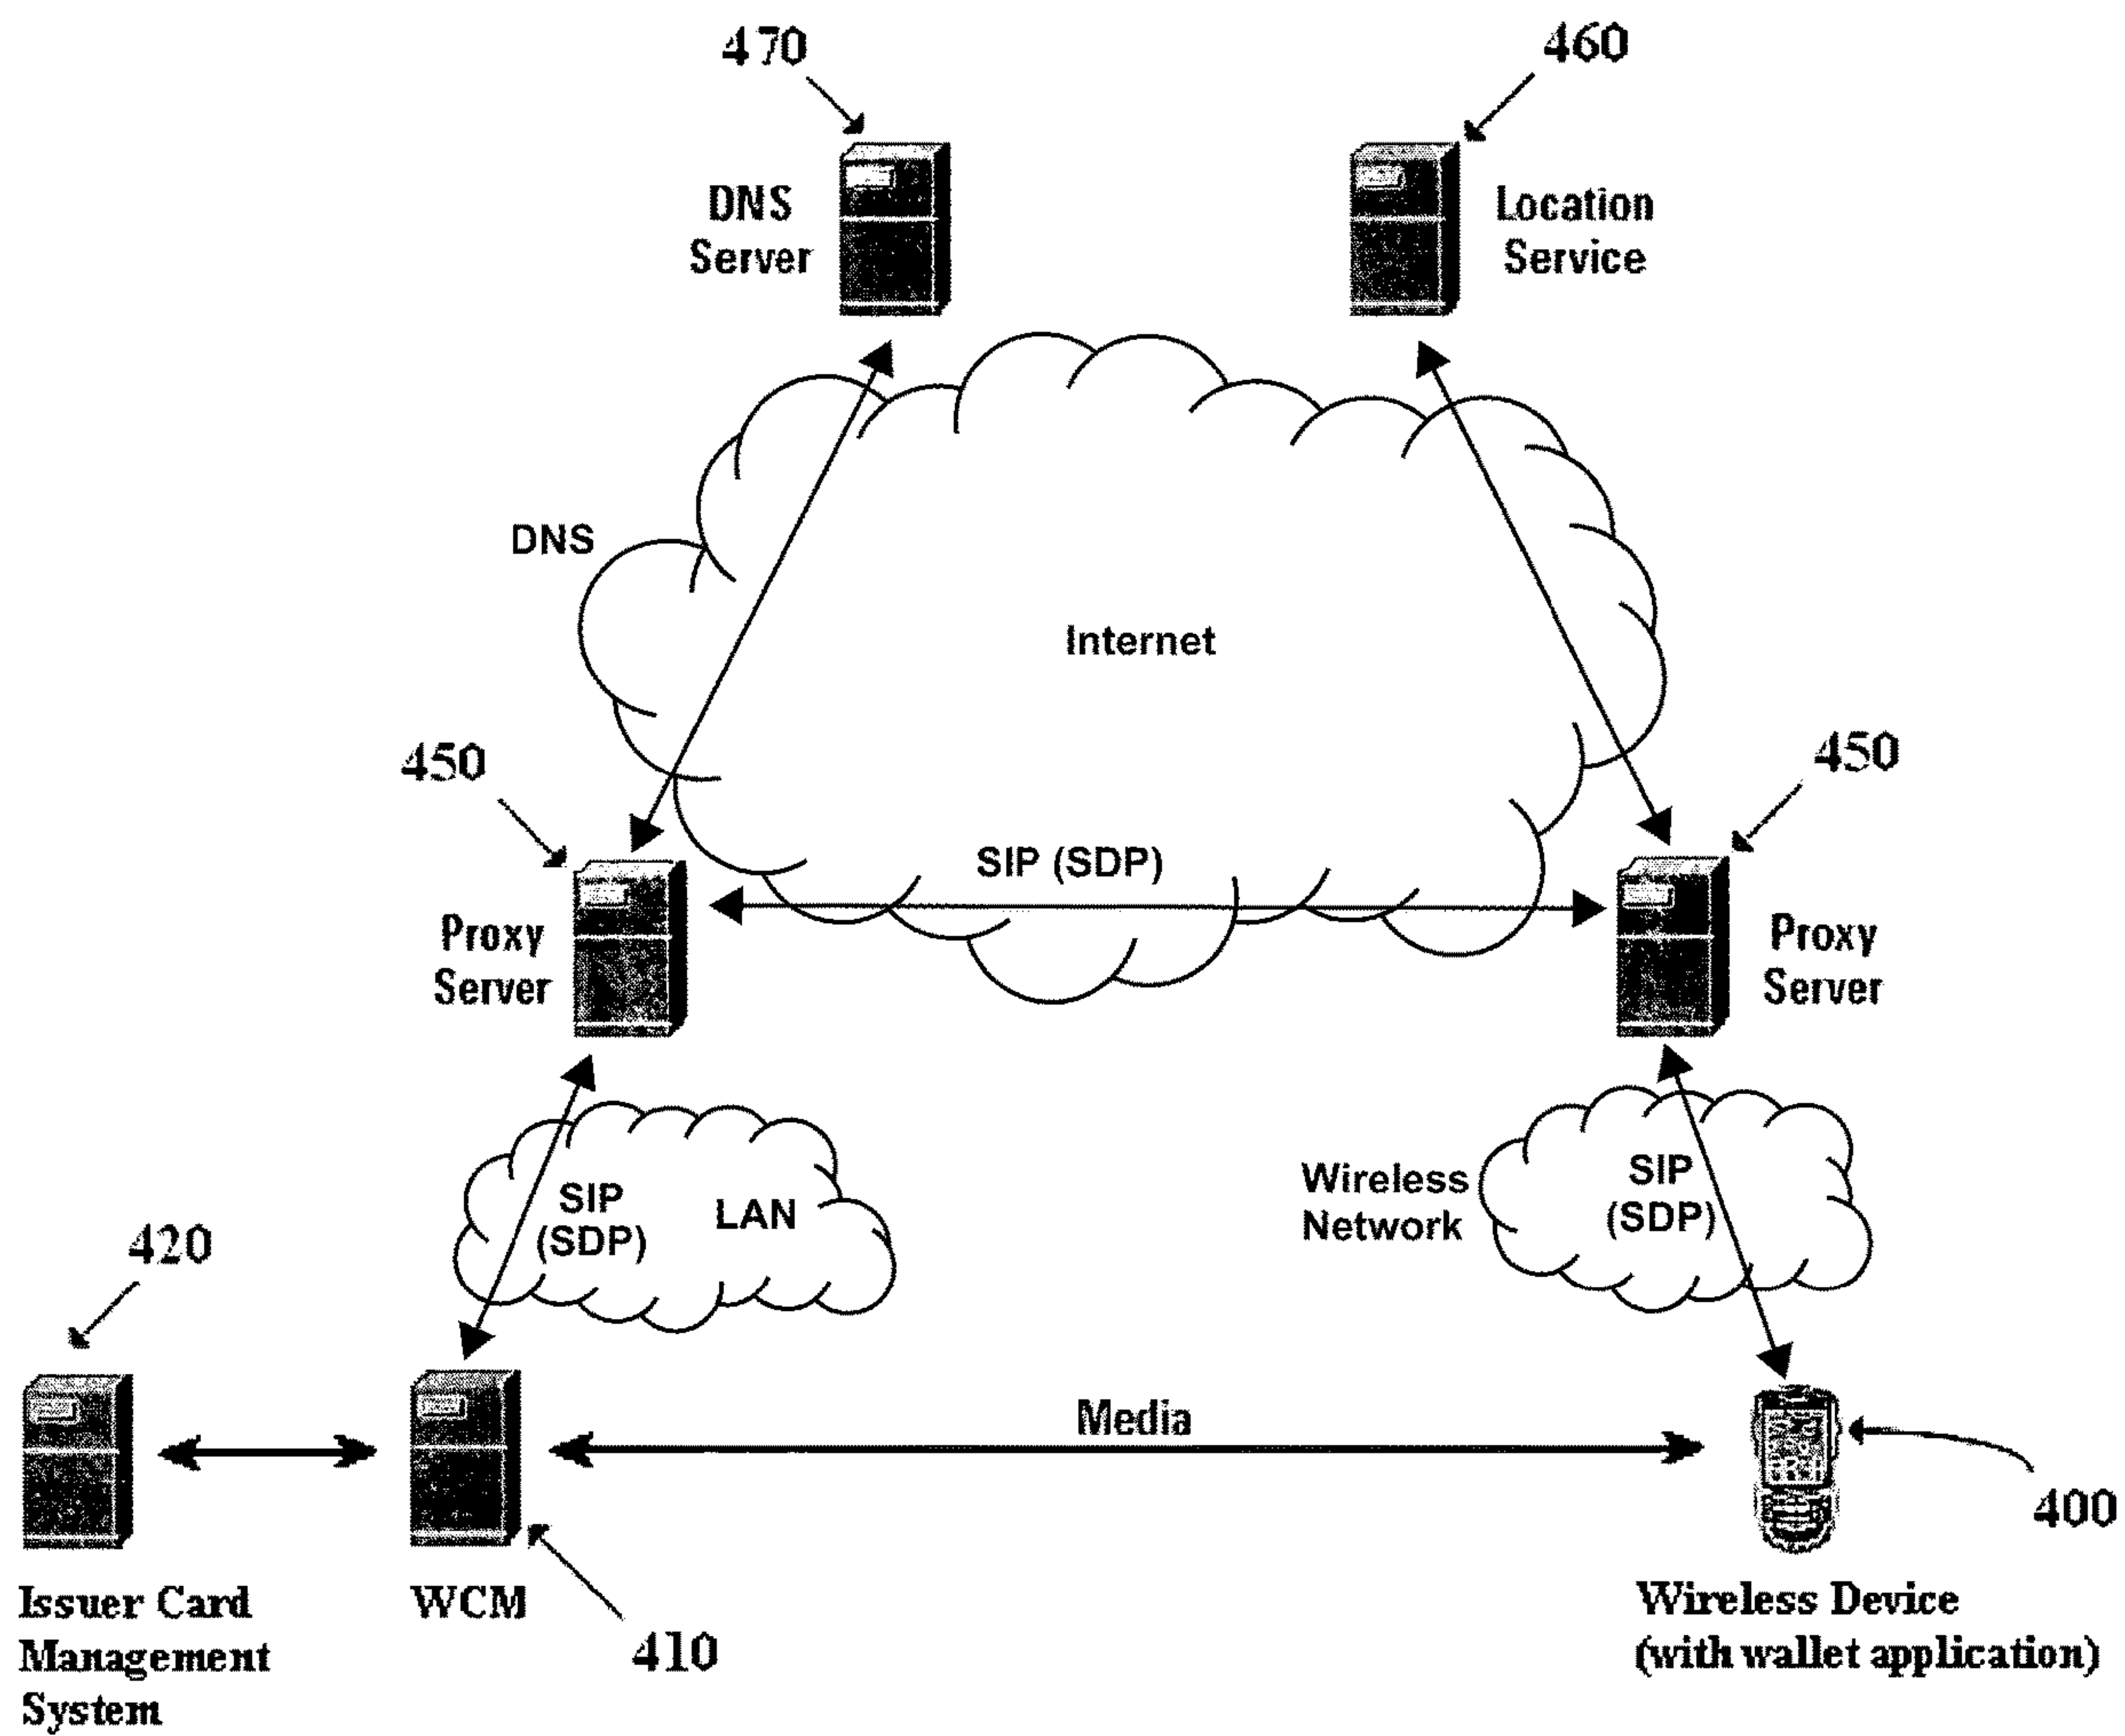 470
460
DNS
Server
Location
Service
DNS
Internet
450
450
SIP (SDP)
Proxy
Server
Proxy
Server
SIP
(SDP)
LAN
Wireless
Network
SIP
(SDP)
420
Media
400
Issuer Card
Management
System
WCM
410
Wireless Device
(with wallet application)